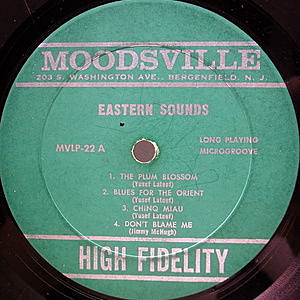 MOODSVILLE
203 S. WASHINGTON AVE., BERGENFIELD, N. J.
EASTERN SOUNDS
MVLP-22 A
LONG PLAYING
MICROGROOVE
1. THE PLUM BLOSSOM
(Yusef Lateef)
2. BLUES FOR THE ORIENT
(Yusef Lateef)
3. CHING MIAU
(Yusef Lateef)
4. DON'T BLAME ME
(Jimmy McHugh)
HIGH FIDELITY